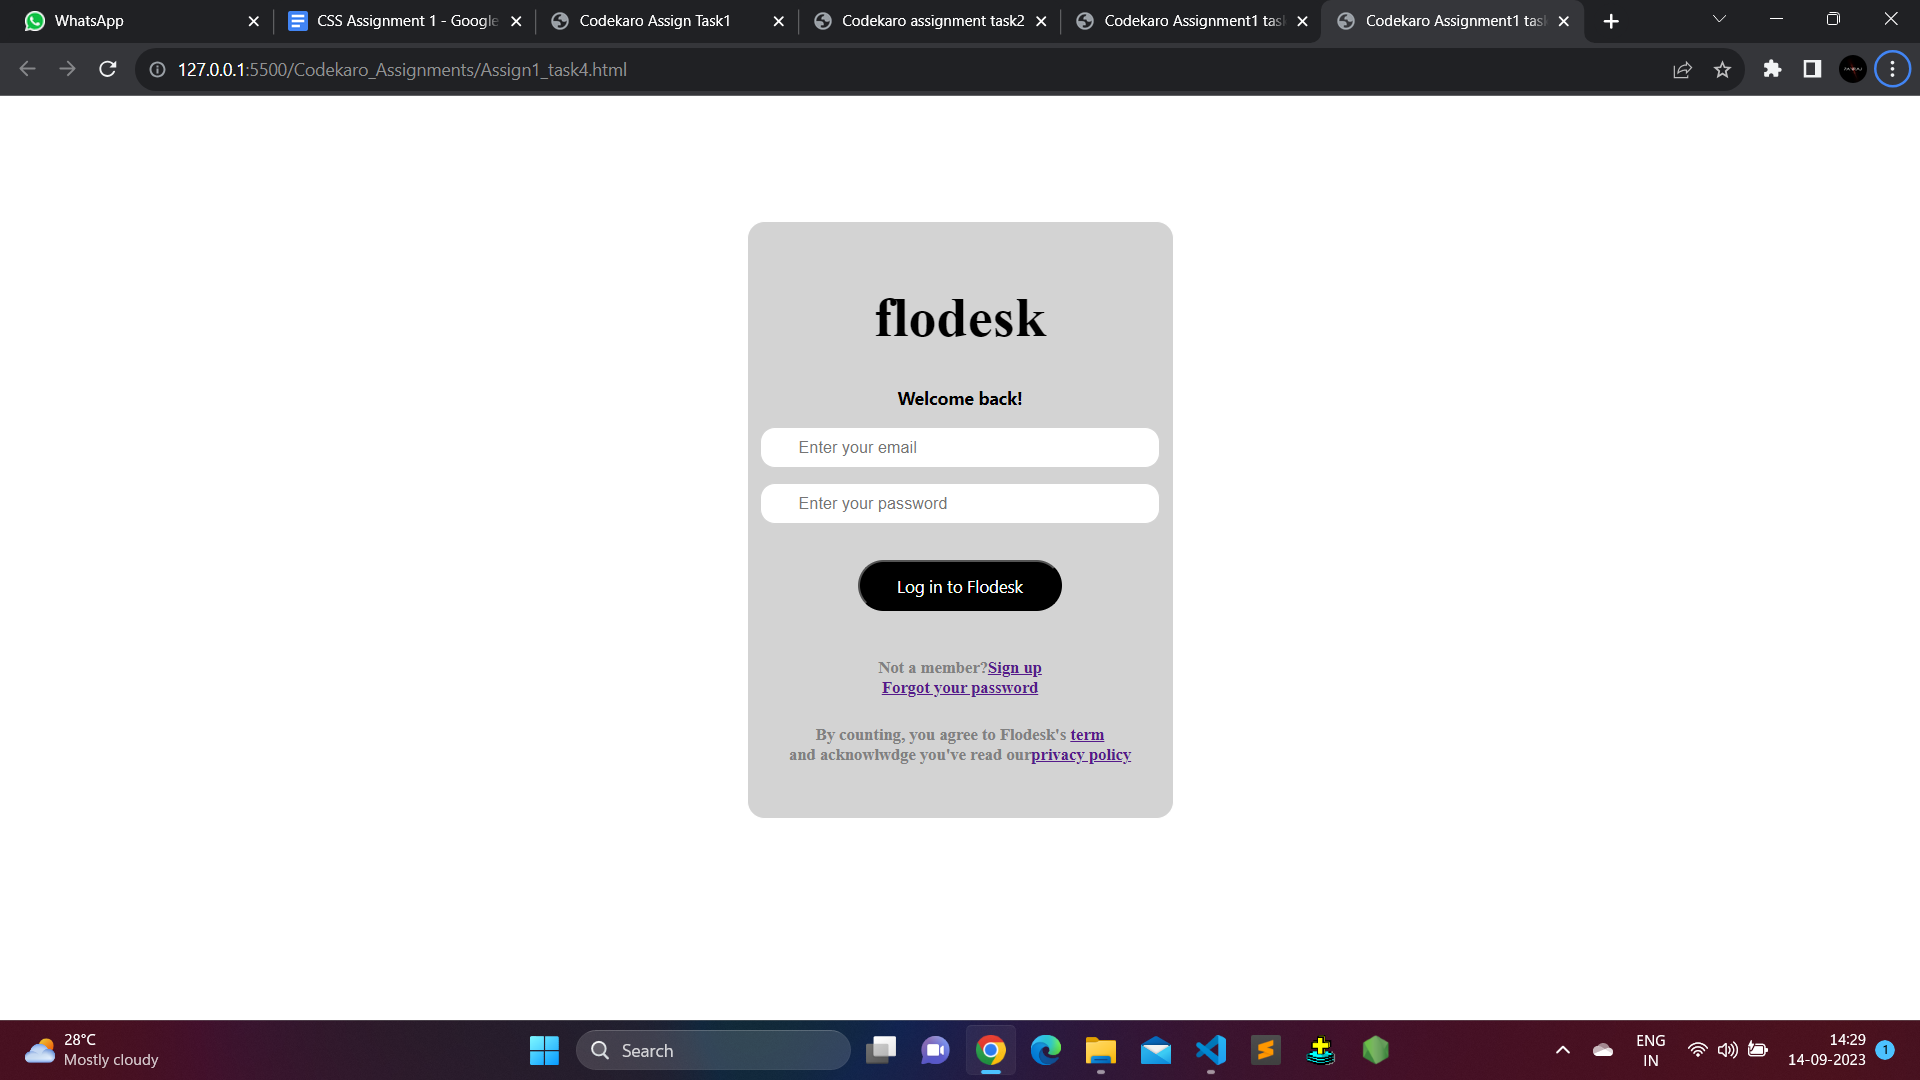 WhatsApp
CSS Assignment 1 - Google
Codekaro Assign Task1
Codekaro assignment task2
Codekaro Assignment1 tas
Codekaro Assignment1 tas
127.0.0.1:5500/Codekaro_Assignments/Assign1_task4.html
flodesk
Welcome back!
Enter your email
Enter your password
Log in to Flodesk
Not a member?Sign up
Forgot your password
By counting, you agree to Flodesk's term
and acknowlwdge you've read ourprivacy policy
28°C
Mostly cloudy
Search
ENG
IN
14:29
14-09-2023
1